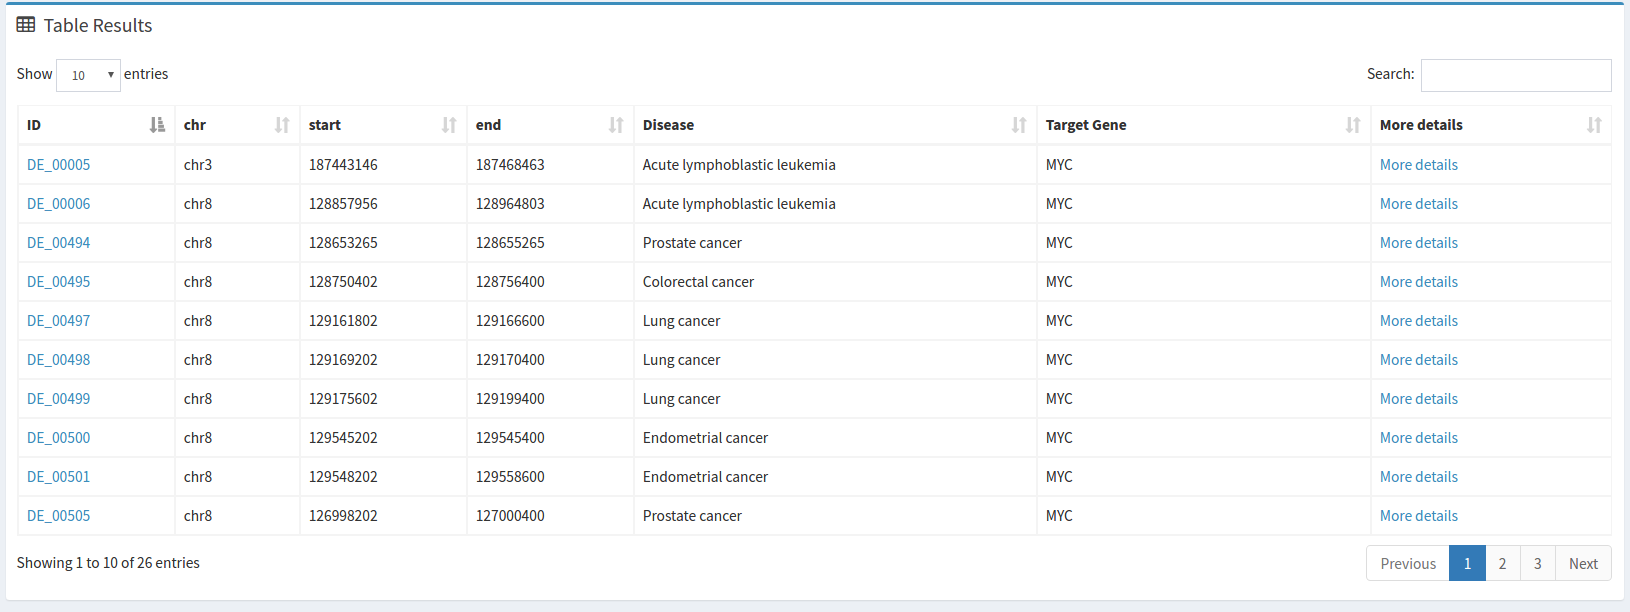 Table Results
Show 10 entries Search:
ID chr start end Disease Target Gene More details
DE_00005 chr3 187443146 187468463 Acute lymphoblastic leukemia MYC More details
DE_00006 chr8 128857956 128964803 Acute lymphoblastic leukemia MYC More details
DE_00494 chr8 128653265 128655265 Prostate cancer MYC More details
DE_00495 chr8 128750402 128756400 Colorectal cancer MYC More details
DE_00497 chr8 129161802 129166600 Lung cancer MYC More details
DE_00498 chr8 129169202 129170400 Lung cancer MYC More details
DE_00499 chr8 129175602 129199400 Lung cancer MYC More details
DE_00500 chr8 129545202 129545400 Endometrial cancer MYC More details
DE_00501 chr8 129548202 129558600 Endometrial cancer MYC More details
DE_00505 chr8 126998202 127000400 Prostate cancer MYC More details
Showing 1 to 10 of 26 entries Previous 1 2 3 Next